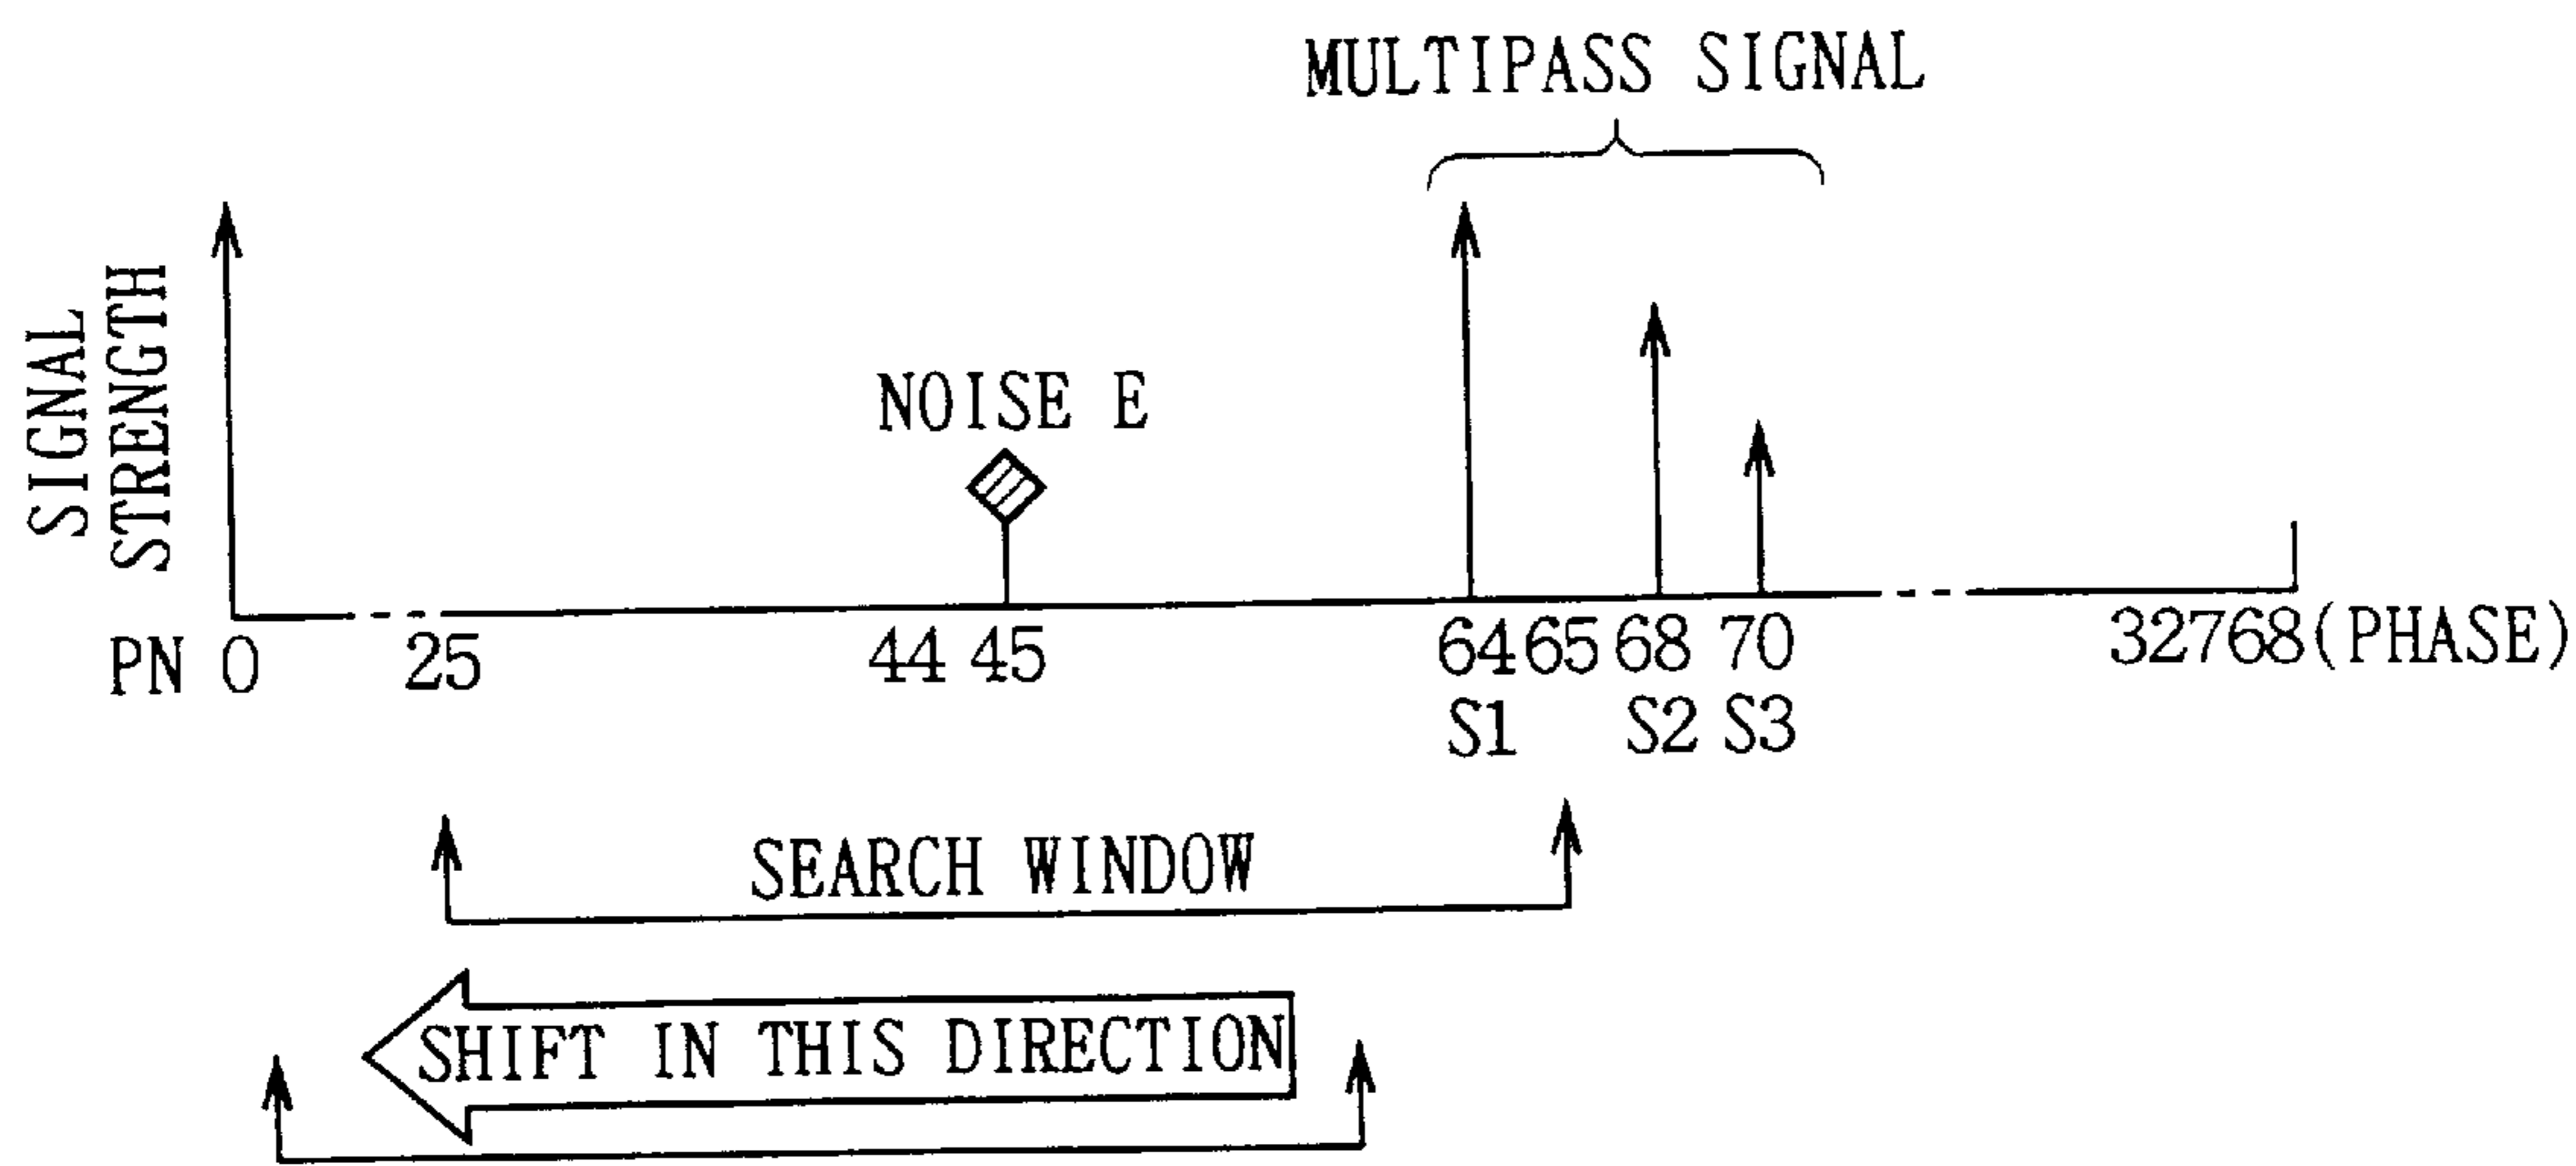 MULTIPASS SIGNAL
SIGNAL
STRENGTH
NOISE E
PN 0 25 44 45 64 65 68 70 32768(PHASE)
S1 S2 S3
SEARCH WINDOW
SHIFT IN THIS DIRECTION